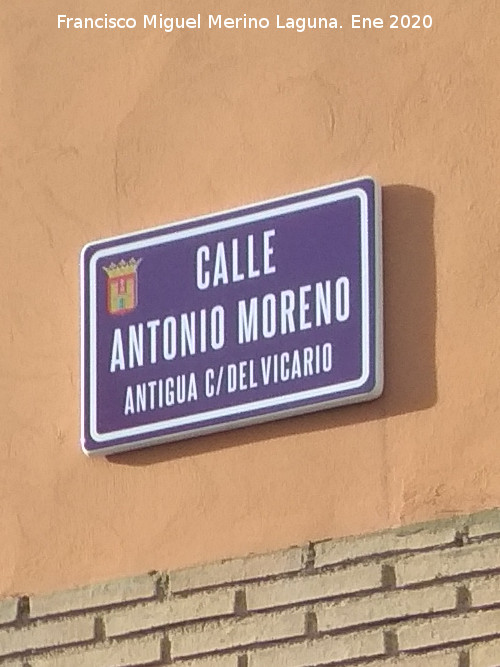 Francisco Miguel Merino Laguna. Ene 2020
CALLE
ANTONIO MORENO
ANTIGUA C/DEL VICARIO